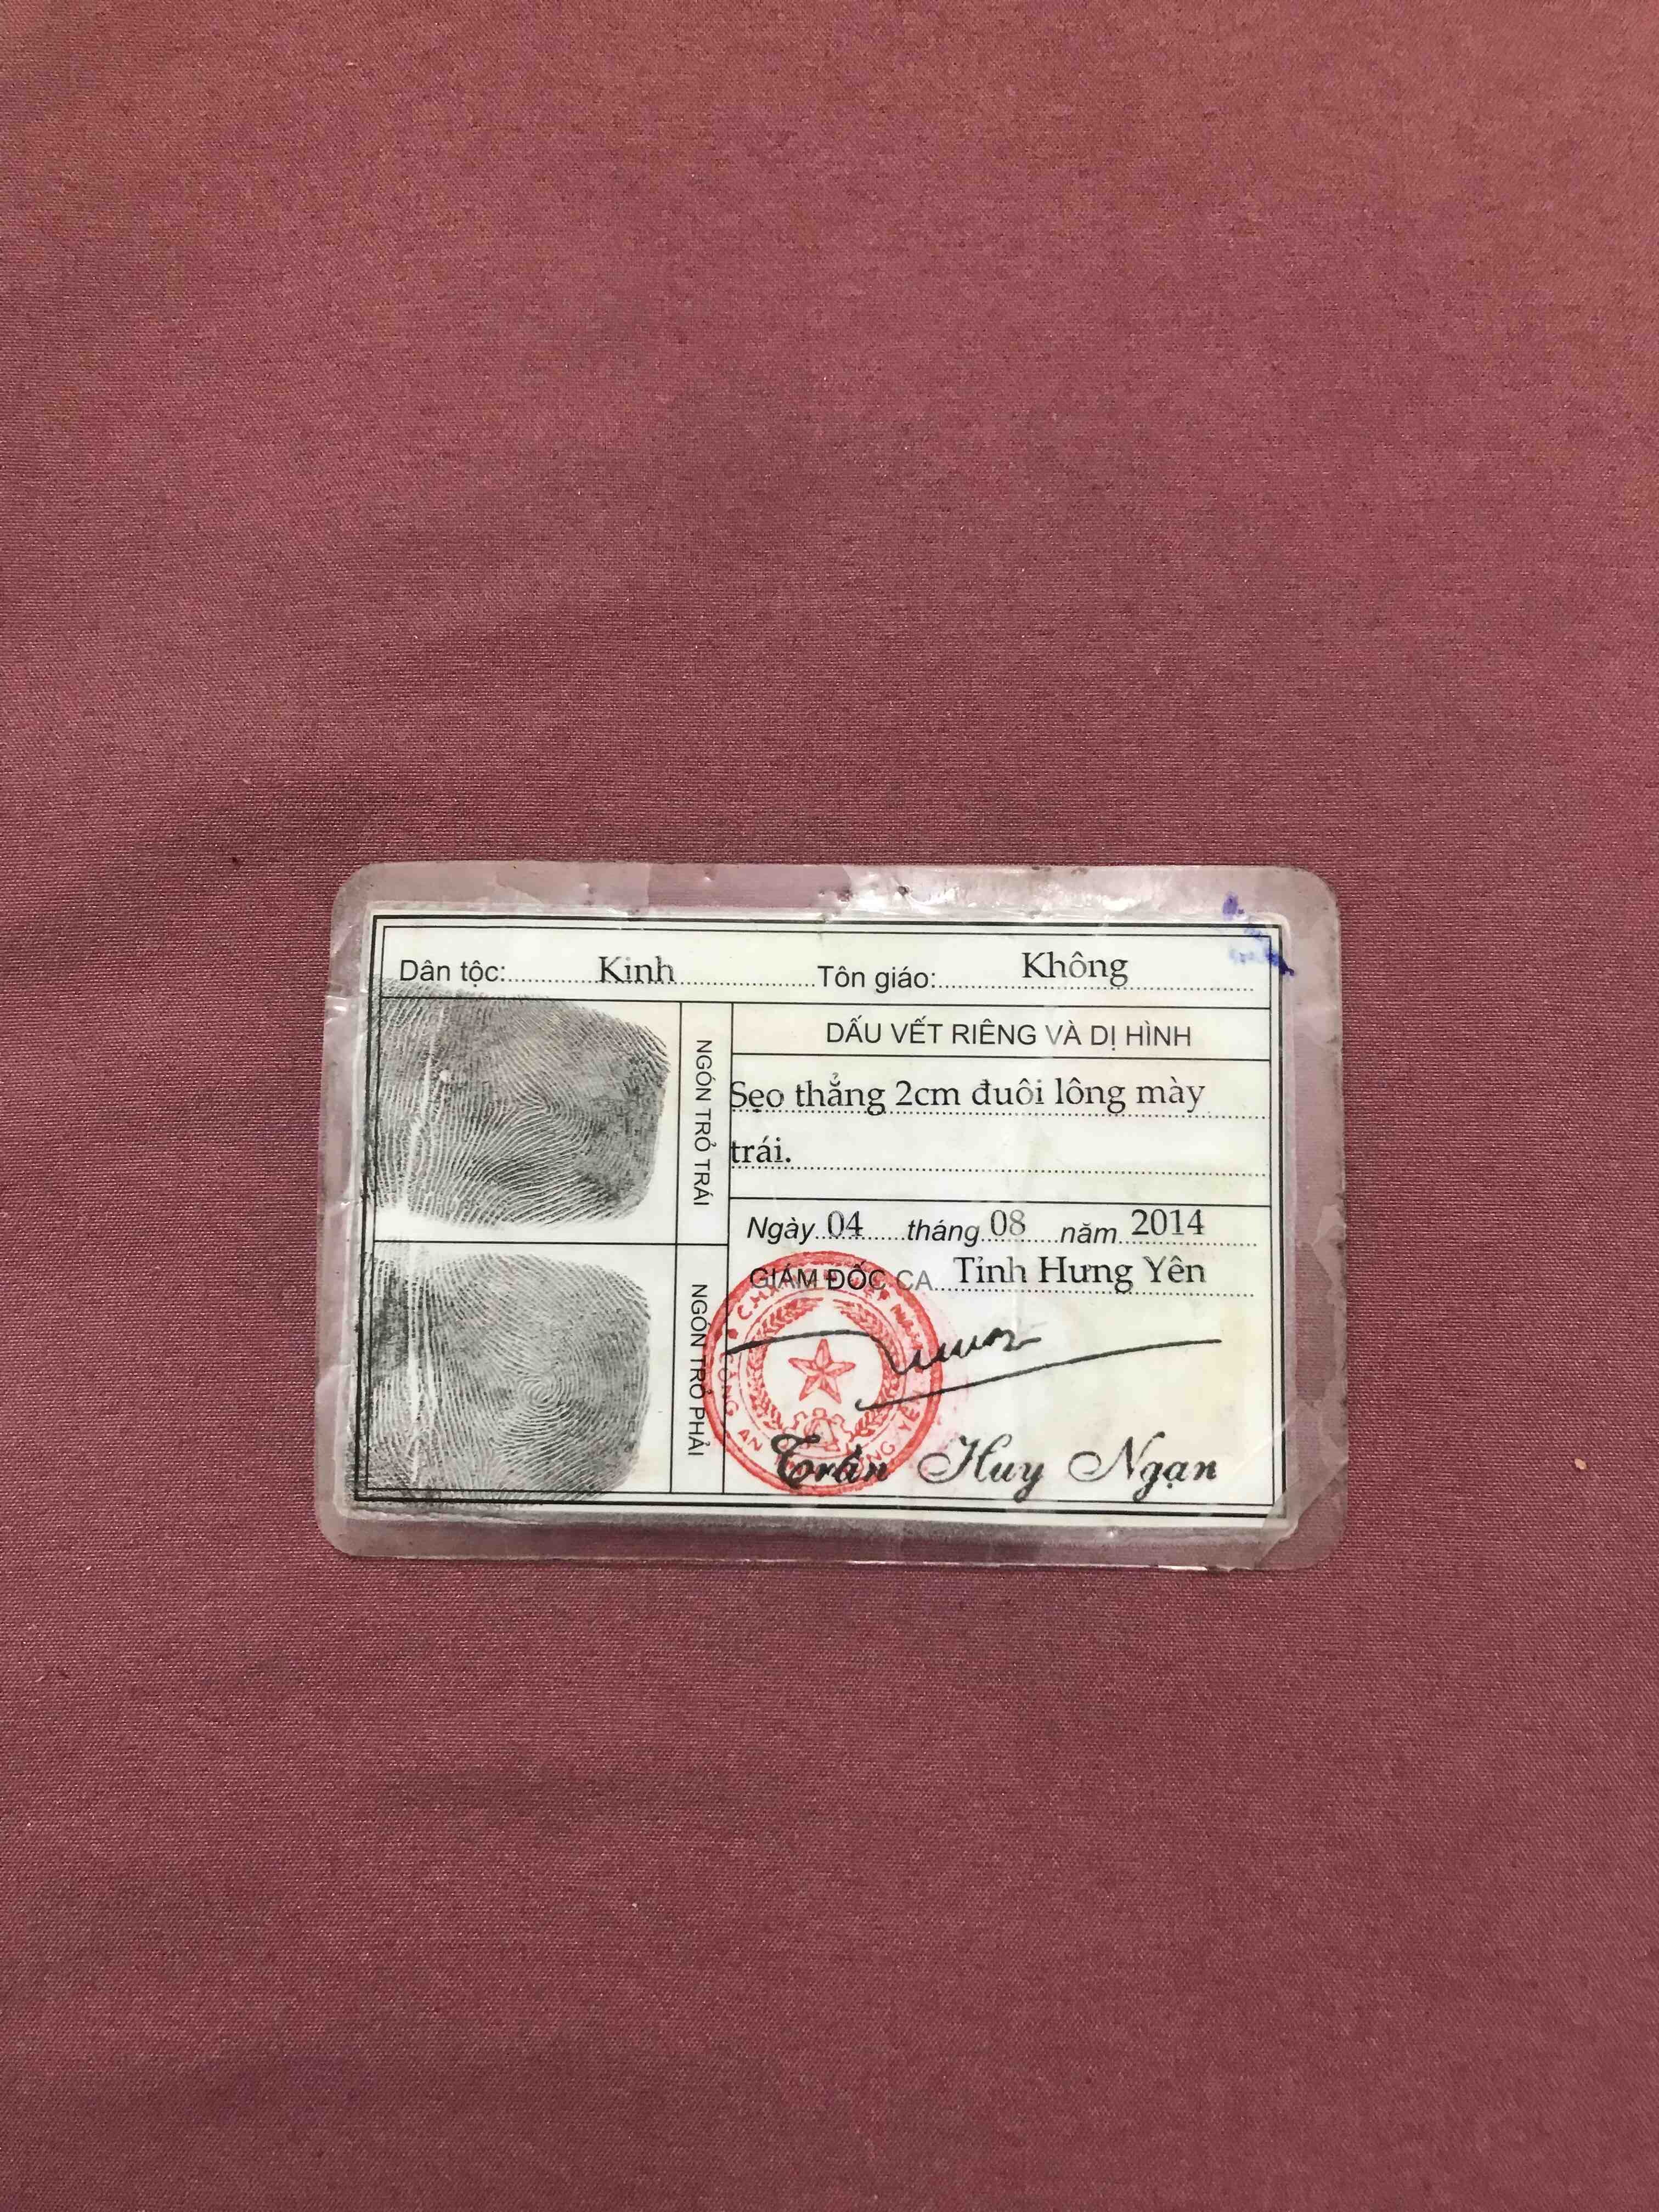 Dân tộc: Kinh Tôn giáo: Không
NGÓN TRỎ TRÁI
DẤU VẾT RIÊNG VÀ DỊ HÌNH
Sẹo thẳng 2cm đuôi lông mày
trái.
Ngày 04 tháng 08 năm 2014
GIÁM ĐỐC CA Tỉnh Hưng Yên
NGÓN TRỎ PHẢI
Trần Huy Ngạn